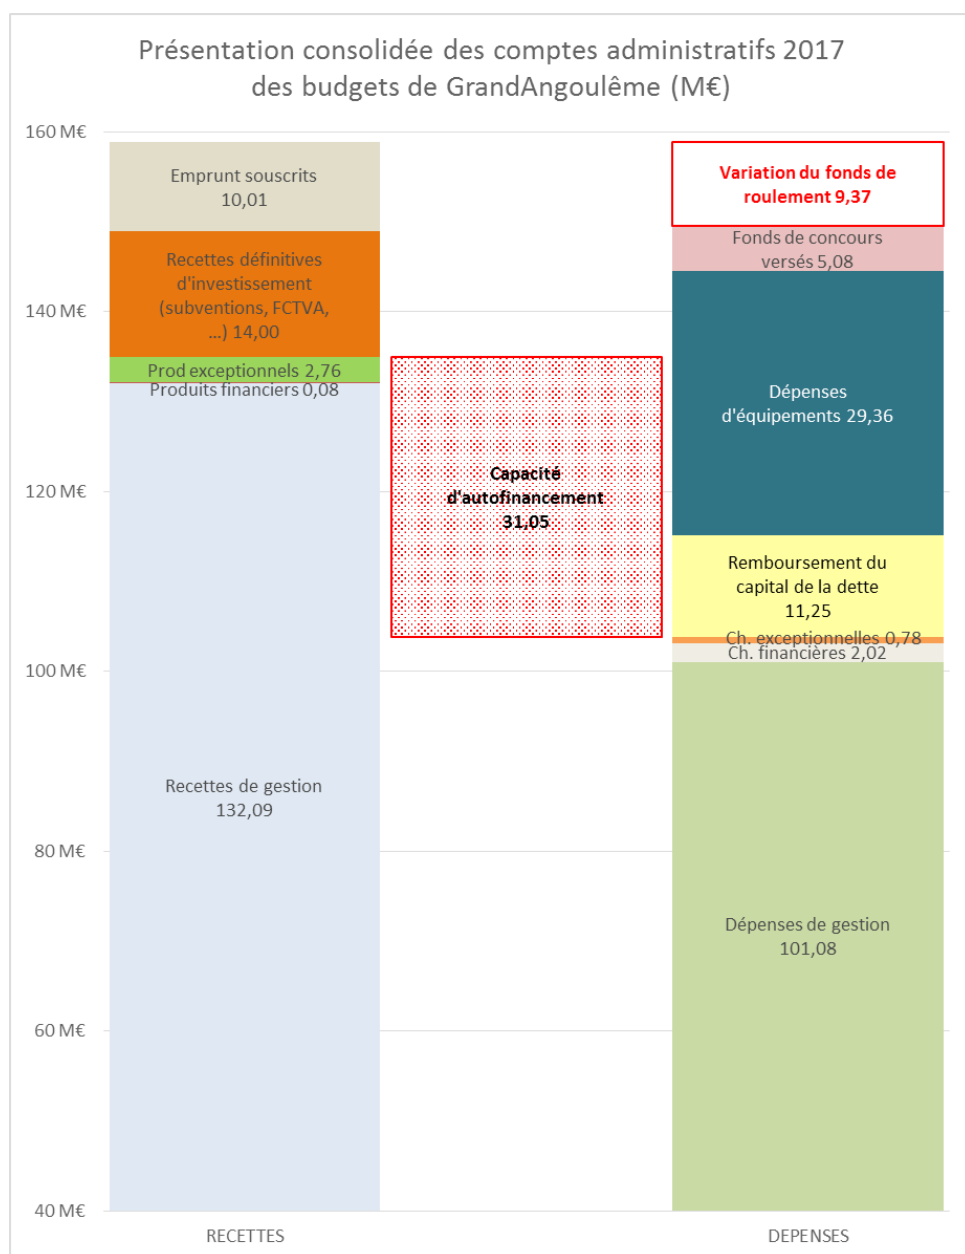 Présentation consolidée des comptes administratifs 2017
des budgets de GrandAngoulême (M€)
160 M€
140 M€
120 M€
100 M€
80 M€
60 M€
40 M€
Emprunt souscrits
10,01
Recettes définitives
d'investissement
(subventions, FCTVA,
...) 14,00
Prod exceptionnels 2,76
Produits financiers 0,08
Recettes de gestion
132,09
Capacité
d'autofinancement
31,05
Variation du fonds de
roulement 9,37
Fonds de concours
versés 5,08
Dépenses
d'équipements 29,36
Remboursement du
capital de la dette
11,25
Ch. exceptionnelles 0,78
Ch. financières 2,02
Dépenses de gestion
101,08
RECETTES
DEPENSES